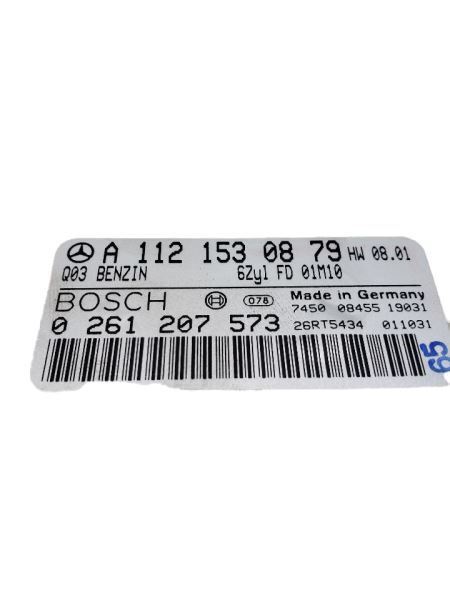 A 112 153 08 79 HW 08.01
Q03 BENZIN 6Zyl FD 01M10
BOSCH 078 Made in Germany
7450 08455 19031
0 261 207 573 26RT5434 011031
65